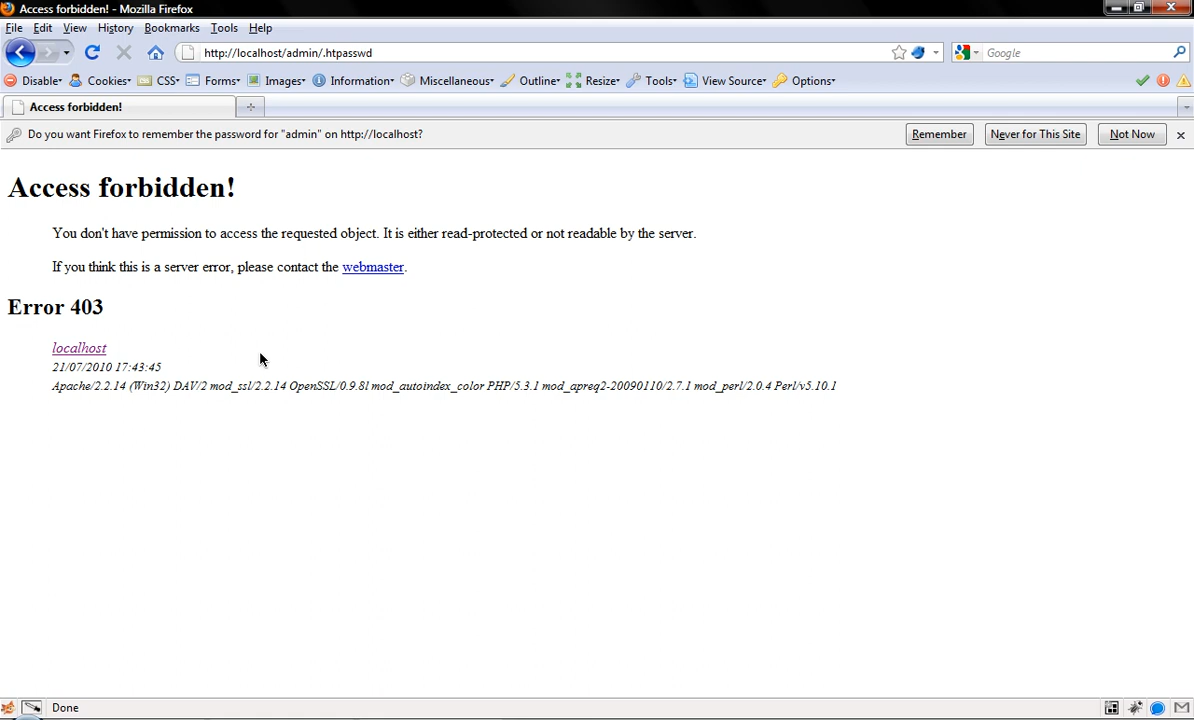 Access forbidden! - Mozilla Firefox
File Edit View History Bookmarks Tools Help
http://localhost/admin/.htpasswd Google
Disable Cookies CSS Forms Images Information Miscellaneous Outline Resize Tools View Source Options
Access forbidden!
Do you want Firefox to remember the password for "admin" on http://localhost? Remember Never for This Site Not Now
Access forbidden!
You don't have permission to access the requested object. It is either read-protected or not readable by the server.
If you think this is a server error, please contact the webmaster.
Error 403
localhost
21/07/2010 17:43:45
Apache/2.2.14 (Win32) DAV/2 mod_ssl/2.2.14 OpenSSL/0.9.8l mod_autoindex_color PHP/5.3.1 mod_apreq2-20090110/2.7.1 mod_perl/2.0.4 Perl/v5.10.1
Done